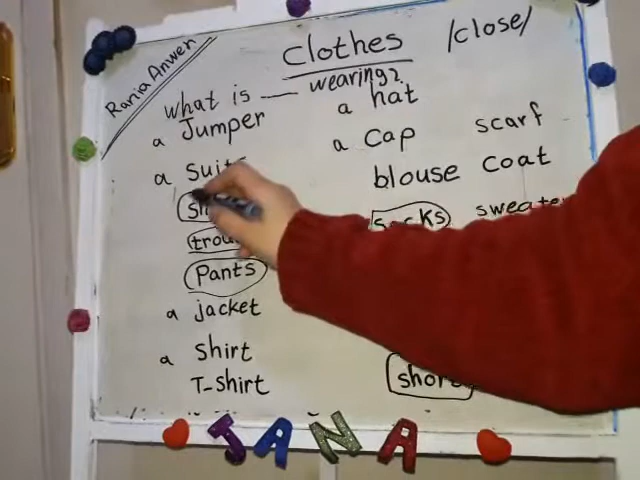 Rania Anwer
Clothes /close/
What is ___ wearing?
a Jumper
a Suit
Pants
a jacket
a Shirt
T-shirt
a hat
a Cap
blouse
socks
scarf
coat
JANA